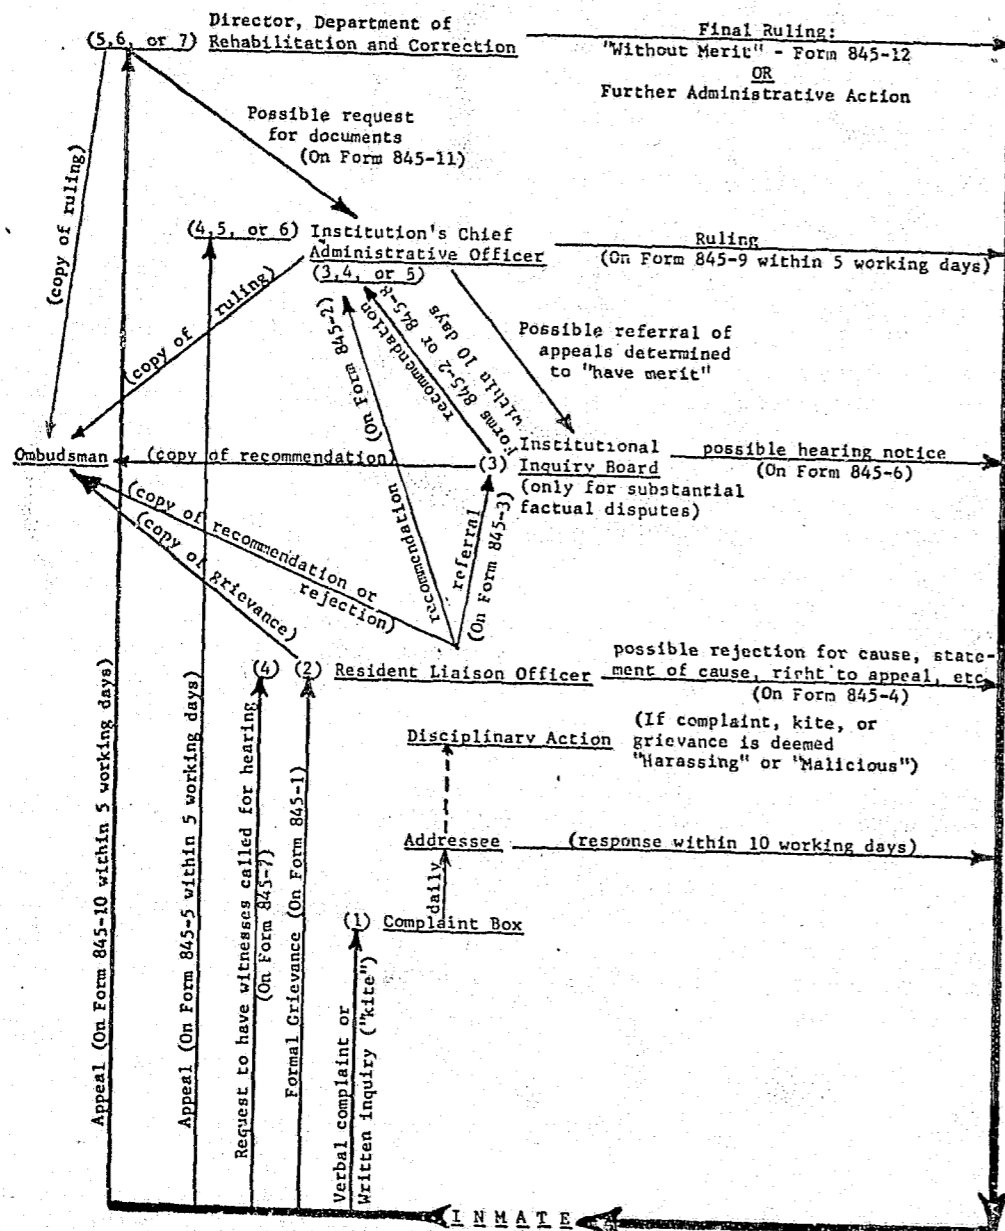 Director, Department of
(5,6, or 7) Rehabilitation and Correction
Final Ruling:
"Without Merit" - Form 845-12
OR
Further Administrative Action
Possible request
for documents
(On Form 845-11)
(copy of ruling)
(4,5, or 6) Institution's Chief
Administrative Officer
(3,4, or 5)
Ruling
(On Form 845-9 within 5 working days)
(copy of ruling)
recommendation
(On Form 845-2)
recommendation
Forms 845-2 or 845-8
within 10 days
Possible referral of
appeals determined
to "have merit"
Ombudsman
(copy of recommendation)
(3) Institutional
Inquiry Board
(only for substantial
factual disputes)
possible hearing notice
(On Form 845-6)
referral
(On Form 845-3)
(copy of recommendation or
rejection)
(copy of grievance)
(4) (2) Resident Liaison Officer
possible rejection for cause, state-
ment of cause, right to appeal, etc
(On Form 845-4)
Disciplinary Action
(If complaint, kite, or
grievance is deemed
"Harassing" or "Malicious")
Addressee
(response within 10 working days)
daily
(1) Complaint Box
Appeal (On Form 845-10 within 5 working days)
Appeal (On Form 845-5 within 5 working days)
Request to have witnesses called for hearing
(On Form 845-7)
Formal Grievance (On Form 845-1)
Verbal complaint or
Written inquiry ("kite")
INMATE